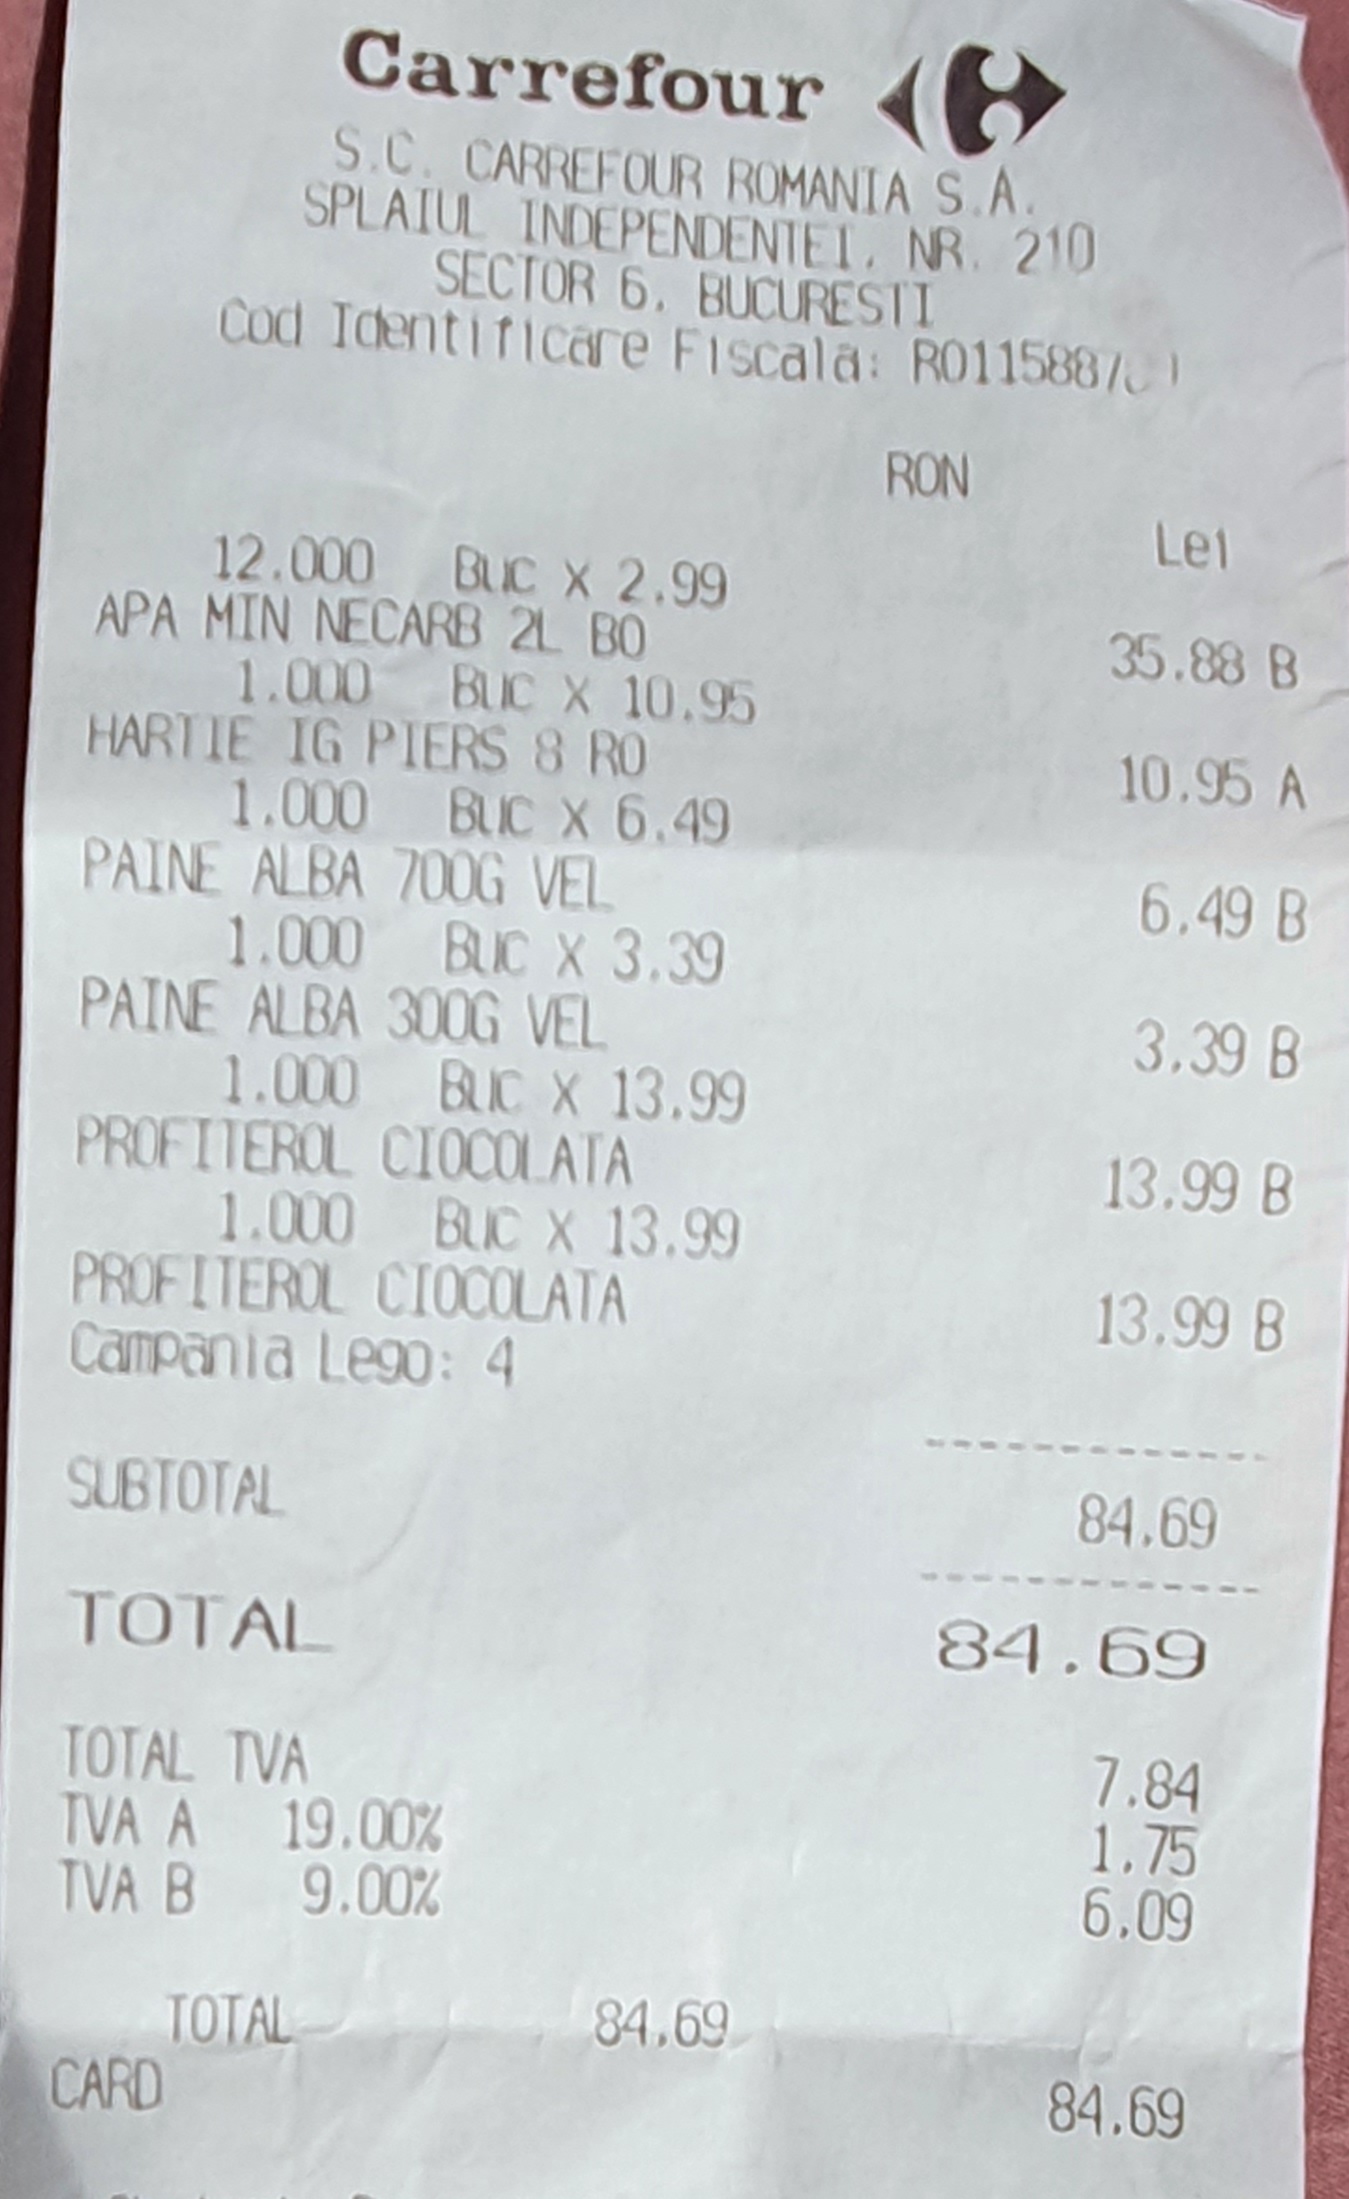 Carrefour
S.C. CARREFOUR ROMANIA S.A.
SPLAIUL INDEPENDENTEI, NR. 210
SECTOR 6, BUCURESTI
Cod Identificare Fiscala:
RON
Lei
12.000 BUC X 2.99
APA MIN NECARB 2L BO 35.88 B
1.000 BUC X 10.95
HARTIE IG PIERS 8 RO 10.95 A
1.000 BUC X 6.49
PAINE ALBA 700G VEL 6.49 B
1.000 BUC X 3.39
PAINE ALBA 300G VEL 3.39 B
1.000 BUC X 13.99
PROFITEROL CIOCOLATA 13.99 B
1.000 BUC X 13.99
PROFITEROL CIOCOLATA 13.99 B
Campania Lego: 4
SUBTOTAL 84.69
TOTAL 84.69
TOTAL TVA 7.84
TVA A 19.00% 1.75
TVA B 9.00% 6.09
TOTAL 84.69
CARD 84.69